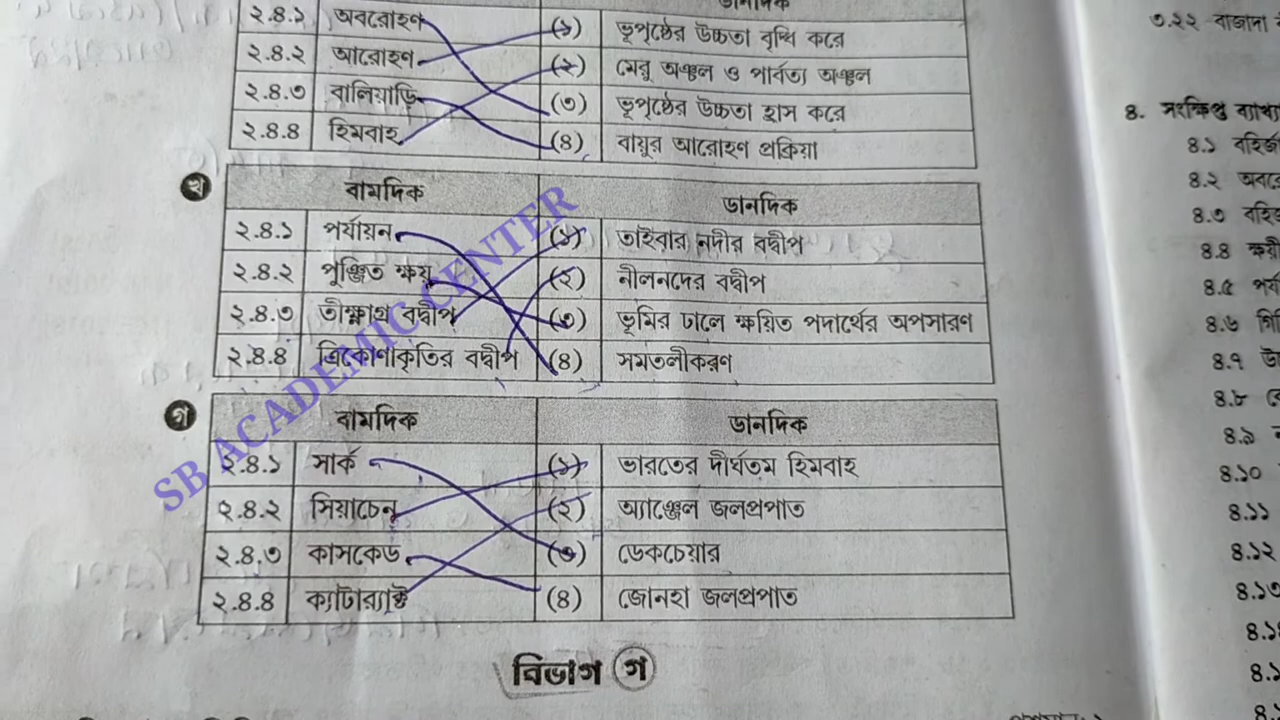 ডানদিক
২.৪.১ অবরোহণ (১) ভূপৃষ্ঠের উচ্চতা বৃদ্ধি করে
২.৪.২ আরোহণ (২) মেরু অঞ্চল ও পার্বত্য অঞ্চল
২.৪.৩ বালিয়াড়ি (৩) ভূপৃষ্ঠের উচ্চতা হ্রাস করে
২.৪.৪ হিমবাহ (৪) বায়ুর আরোহণ প্রক্রিয়া
খ বামদিক ডানদিক
২.৪.১ পর্যায়ন (১) তাইবার নদীর বদ্বীপ
২.৪.২ পুঞ্জিত ক্ষয় (২) নীলনদের বদ্বীপ
২.৪.৩ তীক্ষ্ণাগ্র বদ্বীপ (৩) ভূমির ঢালে ক্ষয়িত পদার্থের অপসারণ
২.৪.৪ ত্রিকোণাকৃতির বদ্বীপ (৪) সমতলীকরণ
গ বামদিক ডানদিক
২.৪.১ সার্ক (১) ভারতের দীর্ঘতম হিমবাহ
২.৪.২ সিয়াচেন (২) অ্যাঞ্জেল জলপ্রপাত
২.৪.৩ কাসকেড (৩) ডেকচেয়ার
২.৪.৪ ক্যাটার‍্যাক্ট (৪) জোনহা জলপ্রপাত
বিভাগ গ
SB ACADEMIC CENTER
৩.২২ বাজাদা
৪. সংক্ষিপ্ত ব্যাখ্যা
৪.১
৪.২
৪.৩
৪.৪
৪.৫
৪.৬
৪.৭
৪.৮
৪.৯
৪.১০
৪.১১
৪.১২
৪.১৩